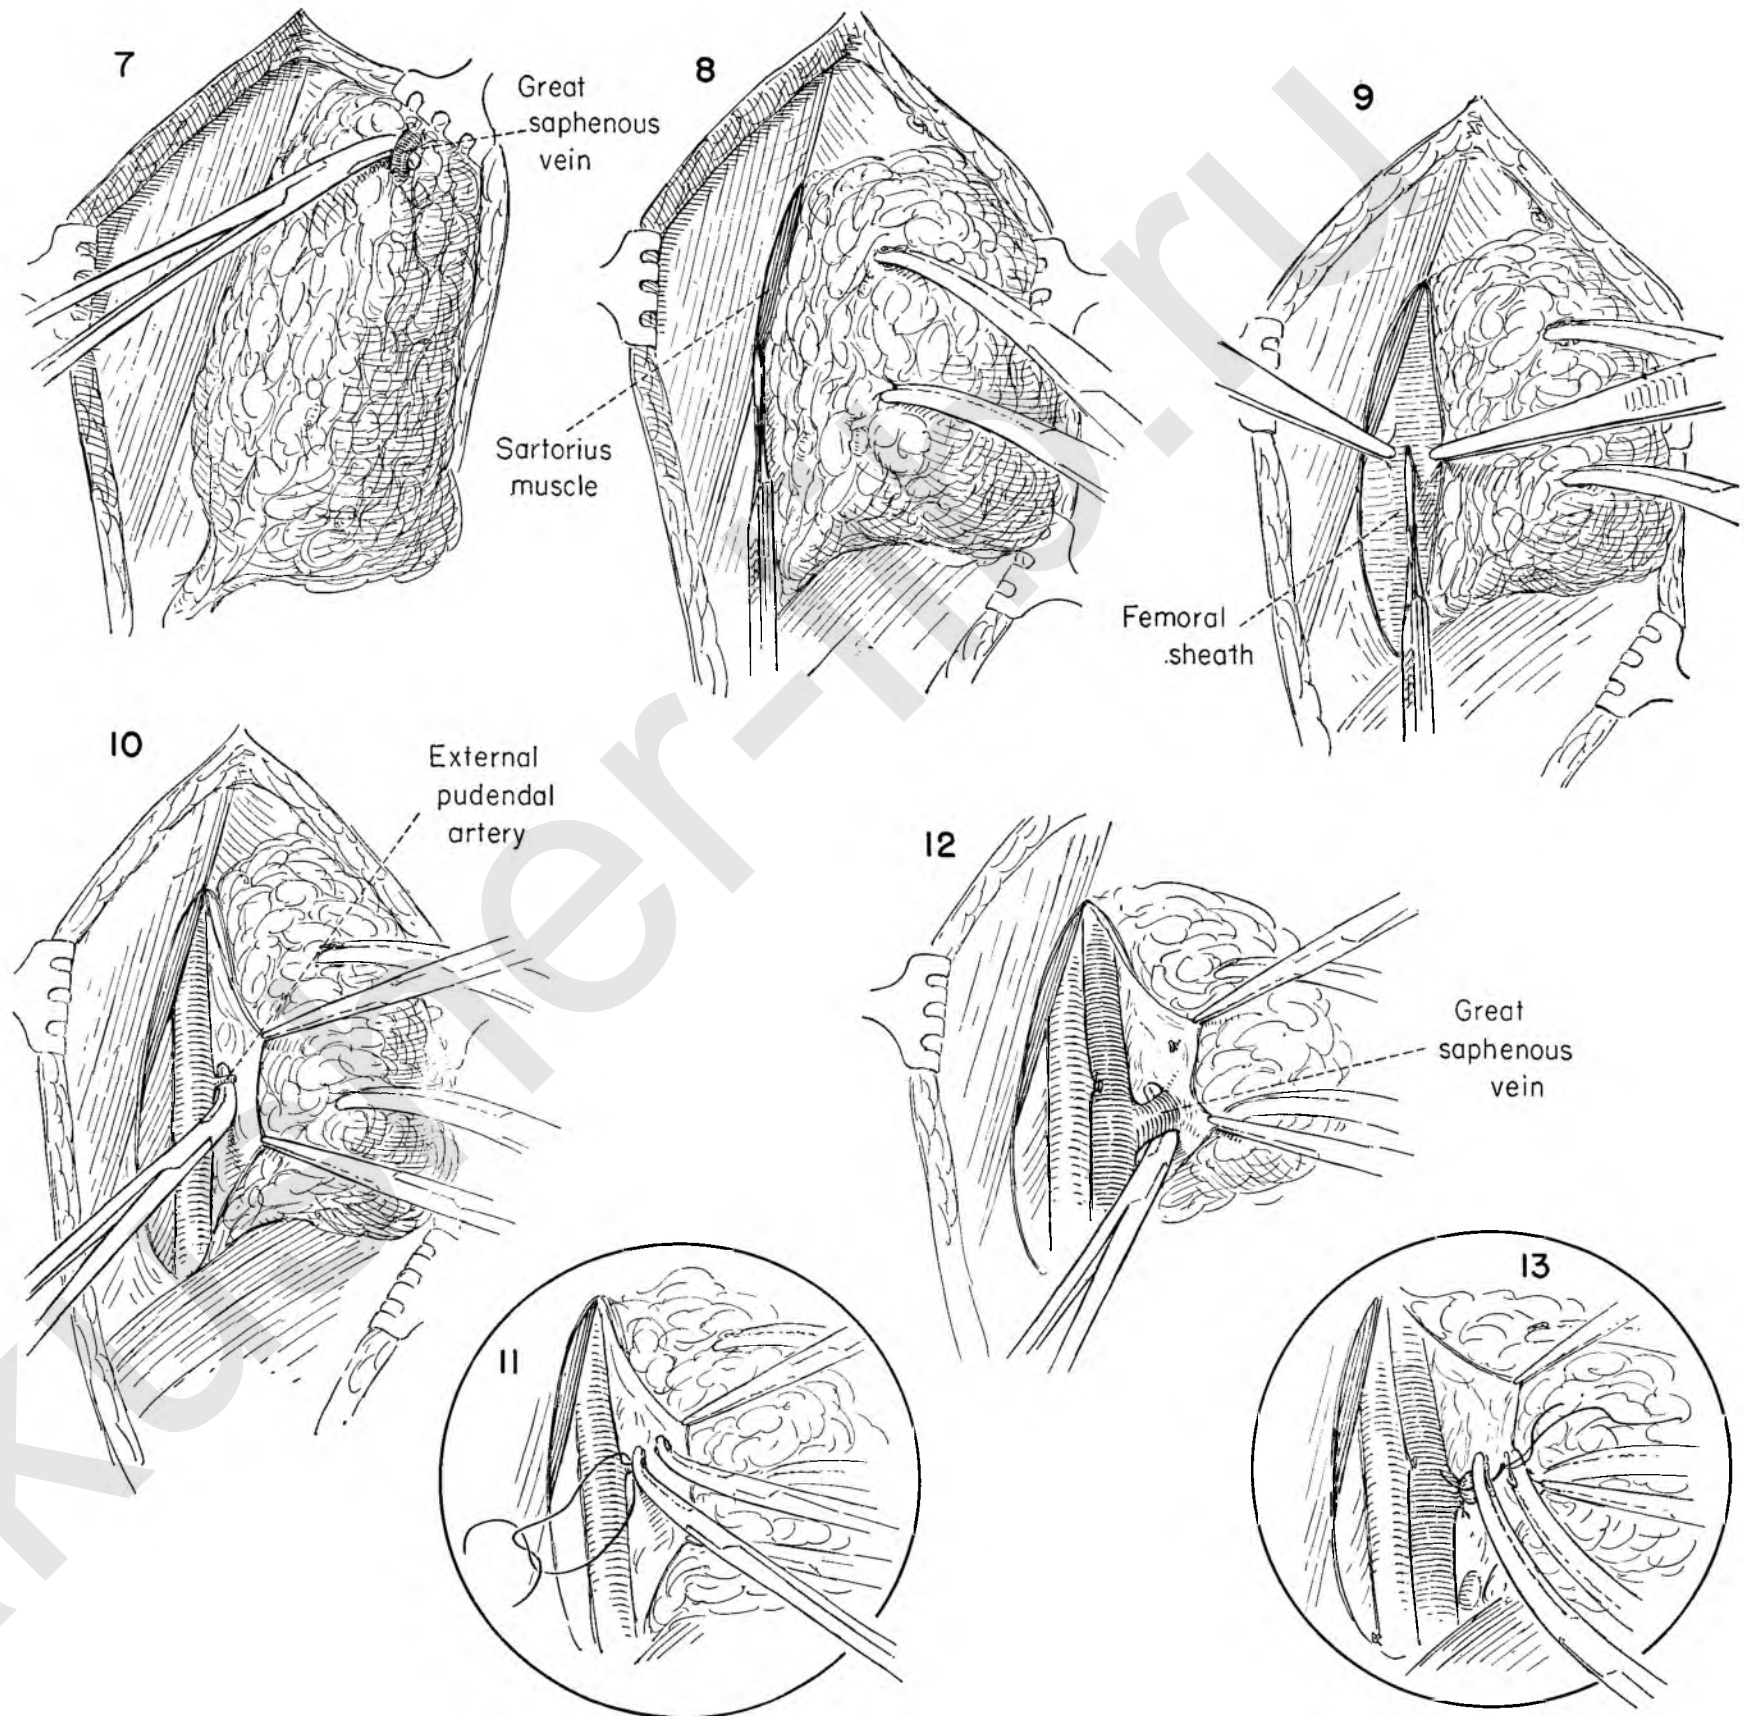 7
Great
saphenous
vein
8
Sartorius
muscle
9
Femoral
sheath
10
External
pudendal
artery
11
12
Great
saphenous
vein
13